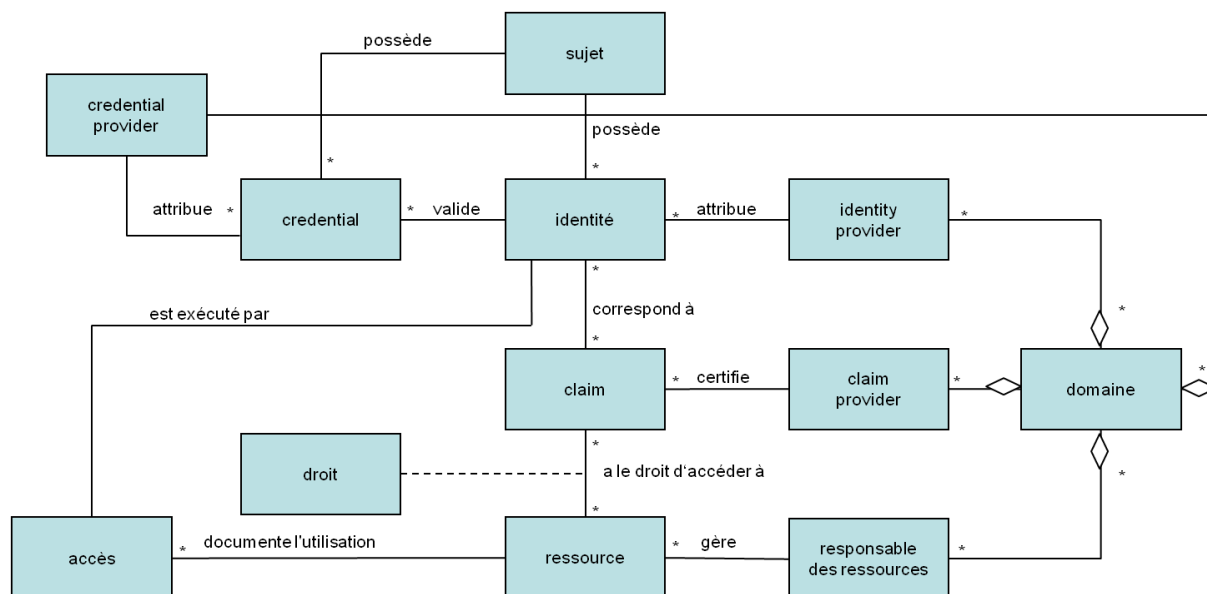 possède
sujet
credential
provider
possède
*
*
attribue
*
credential
*
valide
identité
*
attribue
identity
provider
*
*
est exécuté par
correspond à
*
*
*
claim
*
certifie
claim
provider
*
domaine
*
*
droit
a le droit d'accéder à
*
*
accès
*
documente l'utilisation
ressource
*
gère
responsable
des ressources
*